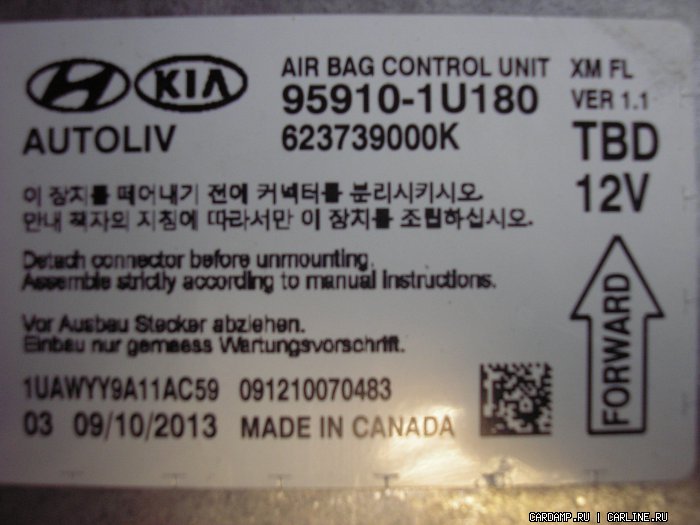 KIA
AIR BAG CONTROL UNIT
XM FL
95910-1U180
VER 1.1
AUTOLIV
623739000K
TBD
12V
이 장치를 떼어내기 전에 커넥터를 분리시키시오.
안내 책자의 지침에 따라서만 이 장치를 조립하십시오.
Detach connector before unmounting.
Assemble strictly according to manual instructions.
FORWARD
Vor Ausbau Stecker abziehen.
Einbau nur gemaess Wartungsvorschrift.
1UAWYY9A11AC59 091210070483
03 09/10/2013 MADE IN CANADA
CARDAMP.RU | CARLINE.RU